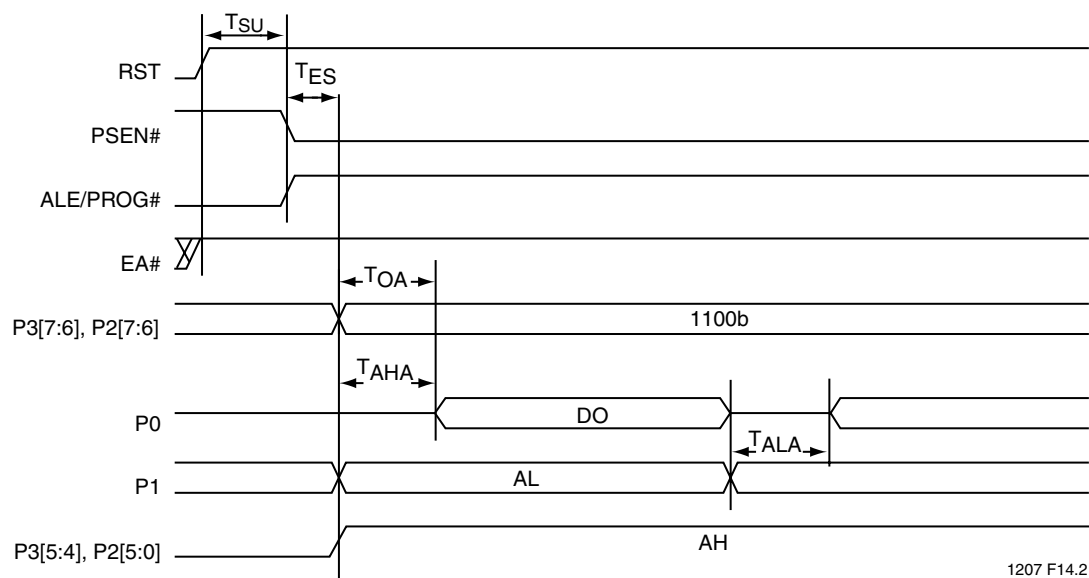 TSU
RST
TES
PSEN#
ALE/PROG#
EA#
TOA
P3[7:6], P2[7:6]
1100b
TAHA
P0
DO
TALA
P1
AL
P3[5:4], P2[5:0]
AH
1207 F14.2